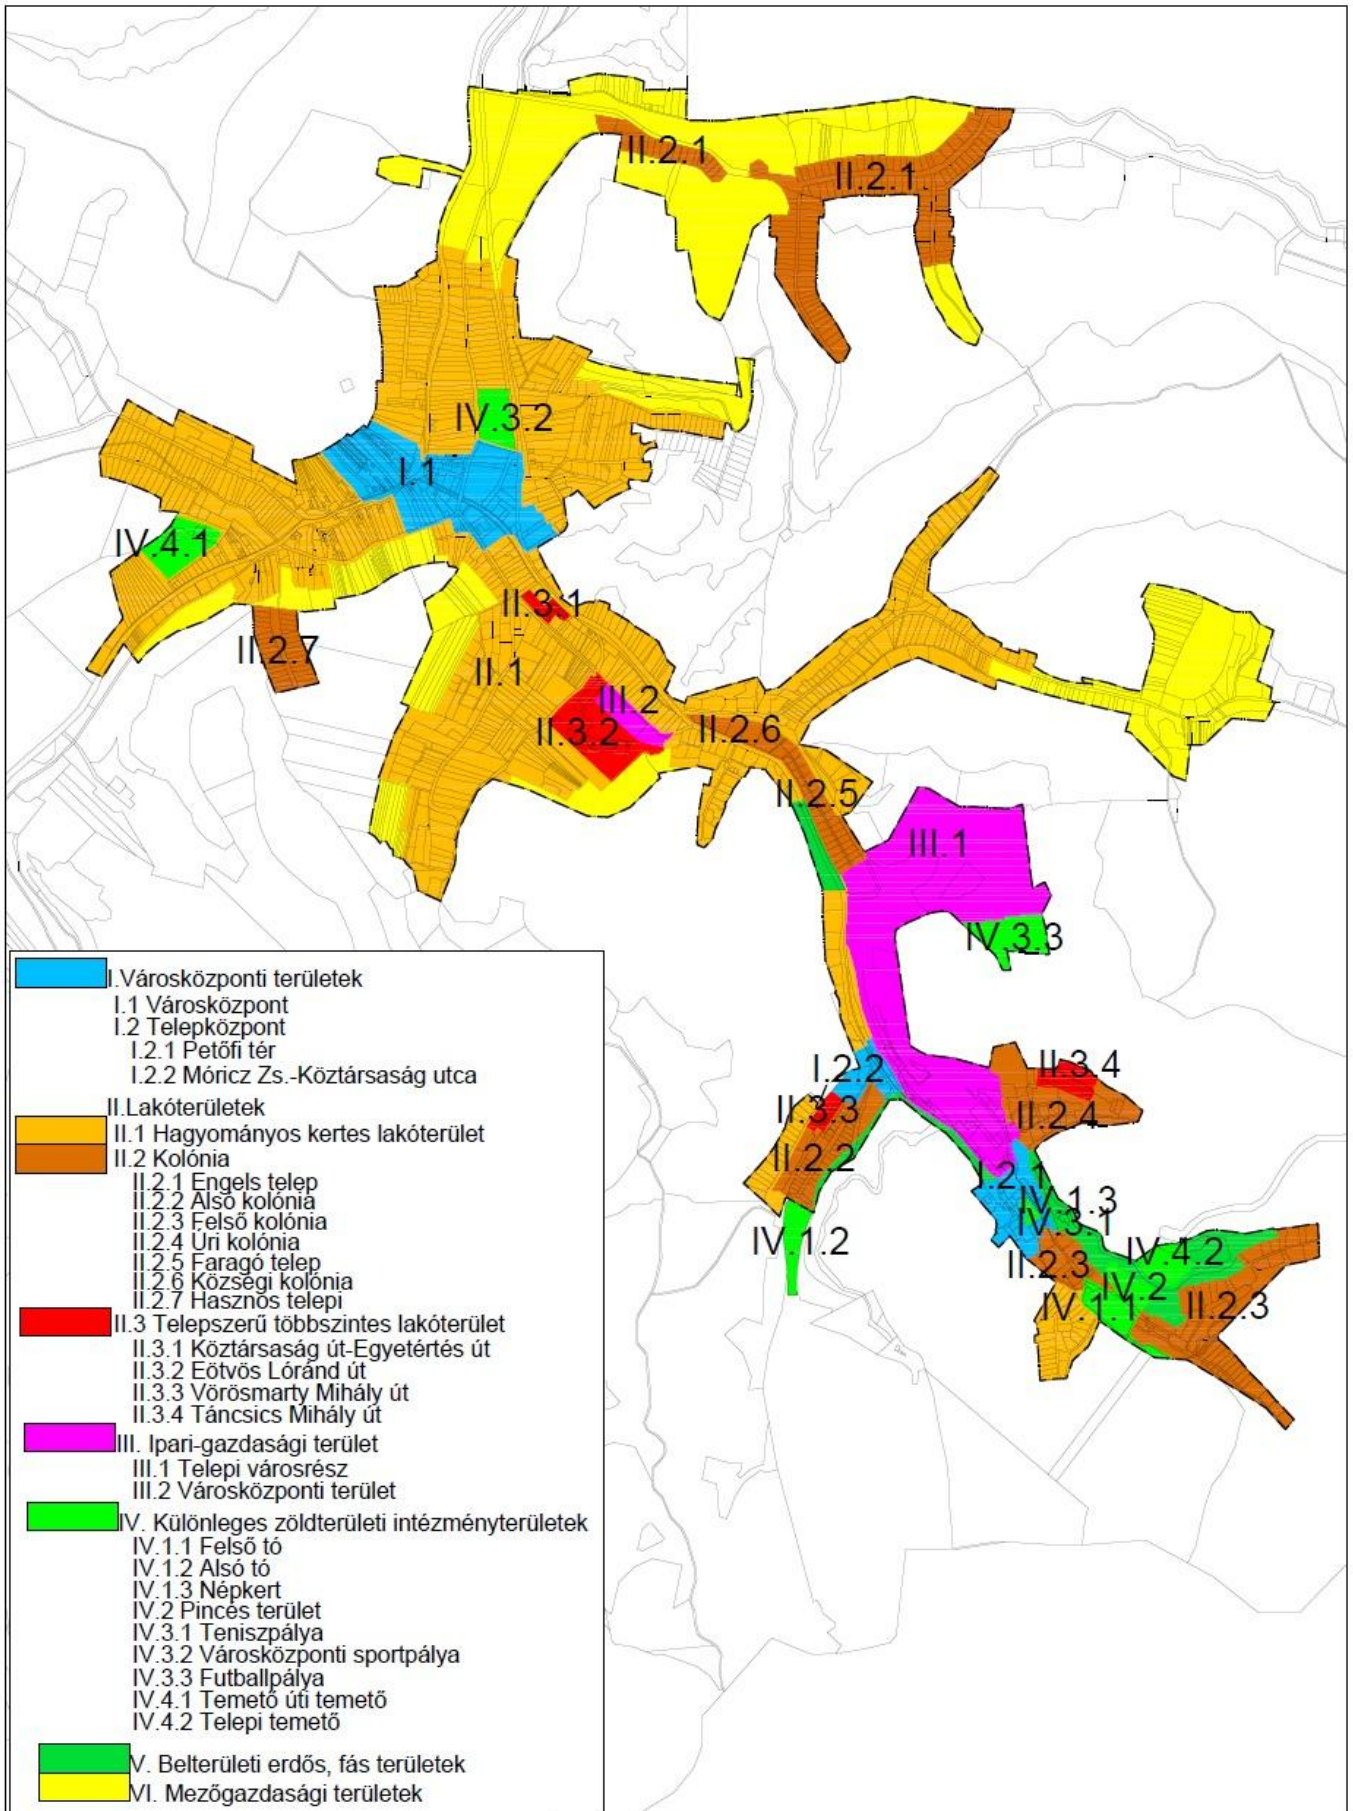 II.2.1
II.2.1
IV.3.2
I.1
IV.4.1
II.3.1
II.2.7
II.1
III.2
II.3.2
II.2.6
II.2.5
III.1
IV.3.3
I.2.2
II.3.4
II.3.3
II.2.4
II.2.2
I.2.1
IV.1.3
IV.3.1
IV.1.2
IV.4.2
II.2.3
IV.2
IV.1.1
II.2.3
I.Városközponti területek
I.1 Városközpont
I.2 Telepközpont
I.2.1 Petőfi tér
I.2.2 Móricz Zs.-Köztársaság utca
II.Lakóterületek
II.1 Hagyományos kertes lakóterület
II.2 Kolónia
II.2.1 Engels telep
II.2.2 Alsó kolónia
II.2.3 Felső kolónia
II.2.4 Úri kolónia
II.2.5 Faragó telep
II.2.6 Községi kolónia
II.2.7 Hasznos telepi
II.3 Telepszerű többszintes lakóterület
II.3.1 Köztársaság út-Egyetértés út
II.3.2 Eötvös Lóránd út
II.3.3 Vörösmarty Mihály út
II.3.4 Táncsics Mihály út
III. Ipari-gazdasági terület
III.1 Telepi városrész
III.2 Városközponti terület
IV. Különleges zöldterületi intézményterületek
IV.1.1 Felső tó
IV.1.2 Alsó tó
IV.1.3 Népkert
IV.2 Pincés terület
IV.3.1 Teniszpálya
IV.3.2 Városközponti sportpálya
IV.3.3 Futballpálya
IV.4.1 Temető úti temető
IV.4.2 Telepi temető
V. Belterületi erdős, fás területek
VI. Mezőgazdasági területek